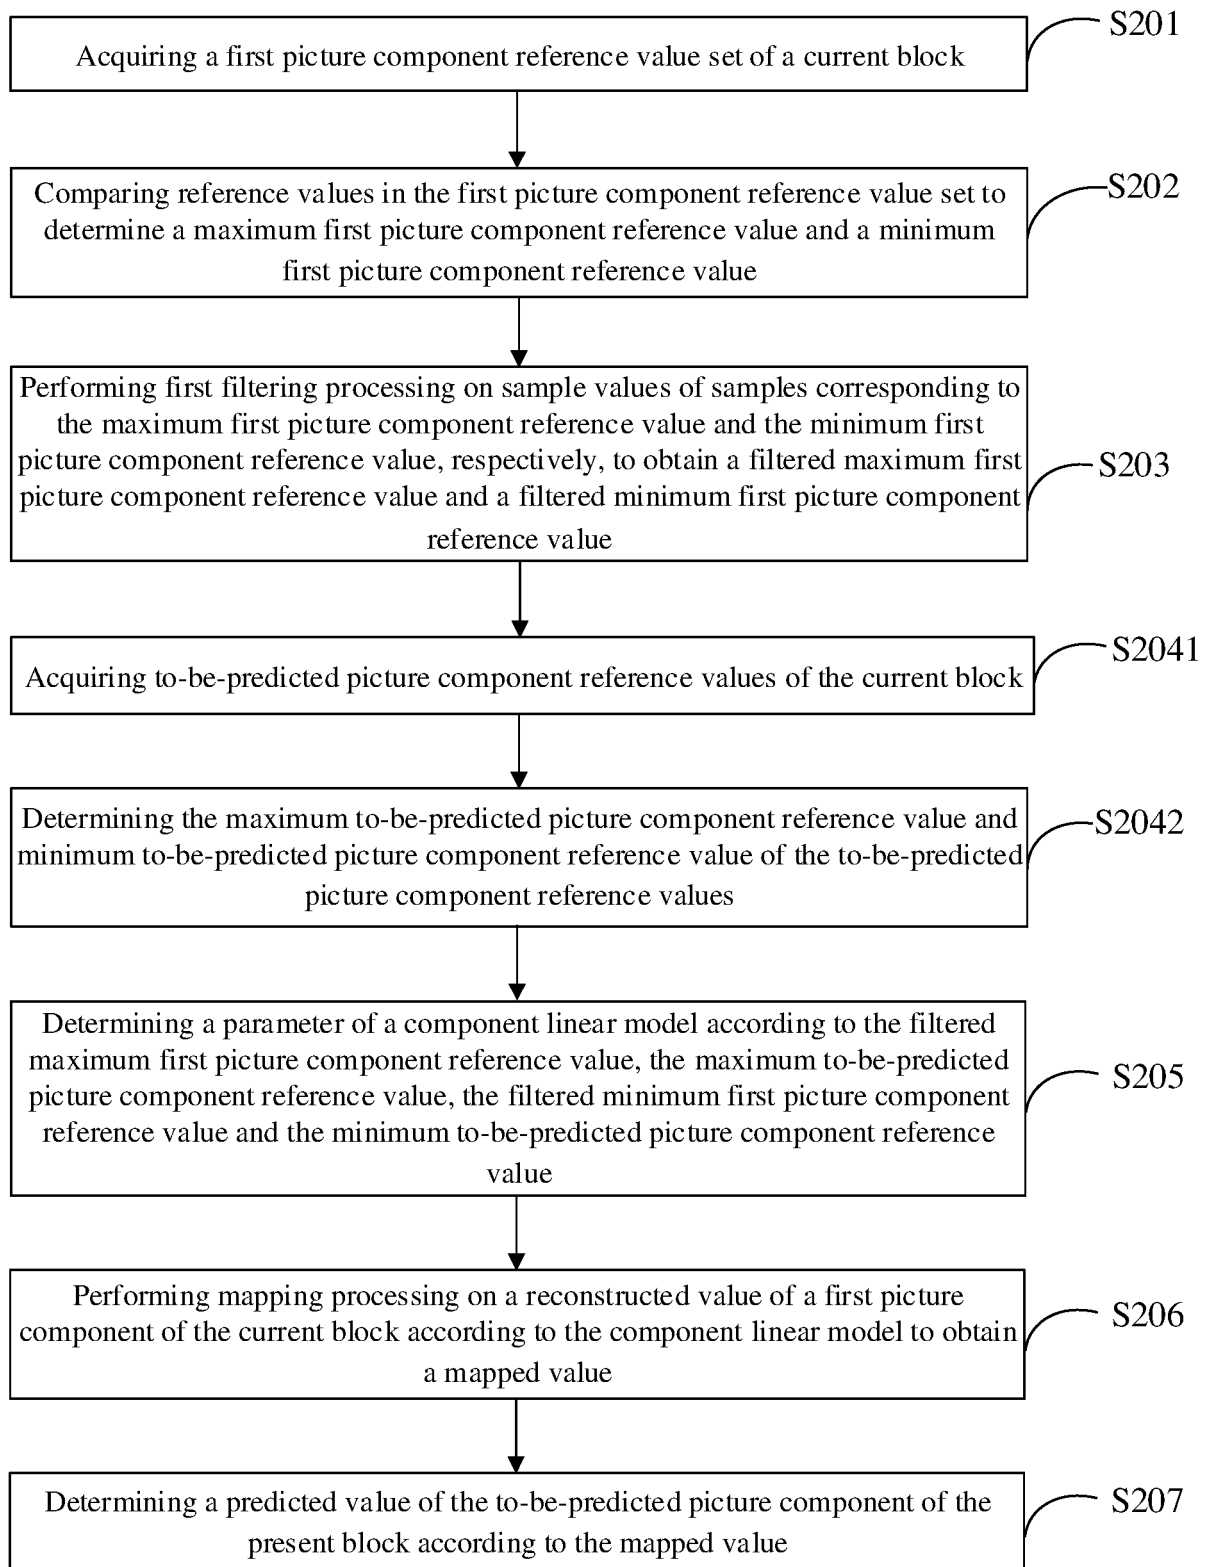 S201
Acquiring a first picture component reference value set of a current block
S202
Comparing reference values in the first picture component reference value set to
determine a maximum first picture component reference value and a minimum
first picture component reference value
Performing first filtering processing on sample values of samples corresponding to
the maximum first picture component reference value and the minimum first
picture component reference value, respectively, to obtain a filtered maximum first
S203
picture component reference value and a filtered minimum first picture component
reference value
S2041
Acquiring to-be-predicted picture component reference values of the current block
Determining the maximum to-be-predicted picture component reference value and
S2042
minimum to-be-predicted picture component reference value of the to-be-predicted
picture component reference values
Determining a parameter of a component linear model according to the filtered
maximum first picture component reference value, the maximum to-be-predicted
S205
picture component reference value, the filtered minimum first picture component
reference value and the minimum to-be-predicted picture component reference
value
Performing mapping processing on a reconstructed value of a first picture
S206
component of the current block according to the component linear model to obtain
a mapped value
S207
Determining a predicted value of the to-be-predicted picture component of the
present block according to the mapped value